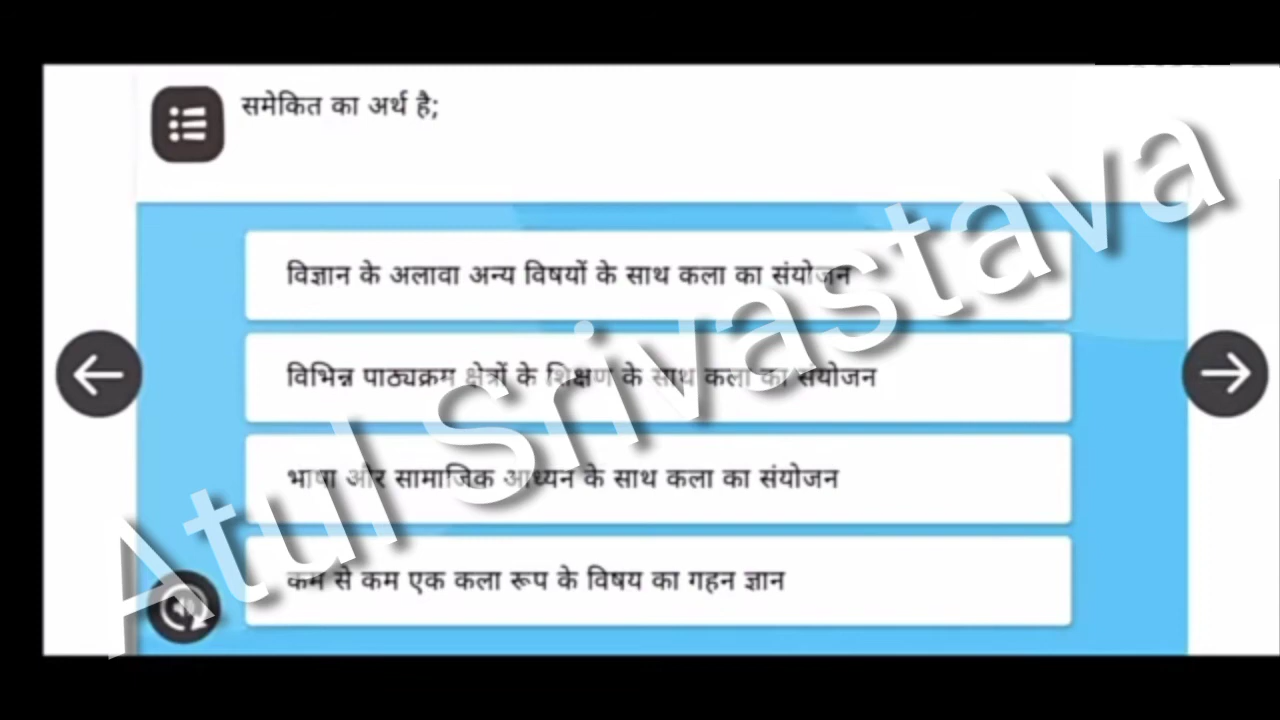 समेकित का अर्थ है;
विज्ञान के अलावा अन्य विषयों के साथ कला का संयोजन
विभिन्न पाठ्यक्रम क्षेत्रों के शिक्षण के साथ कला का संयोजन
भाषा और सामाजिक आध्यन के साथ कला का संयोजन
कम से कम एक कला रूप के विषय का गहन ज्ञान
Atul Srivastava